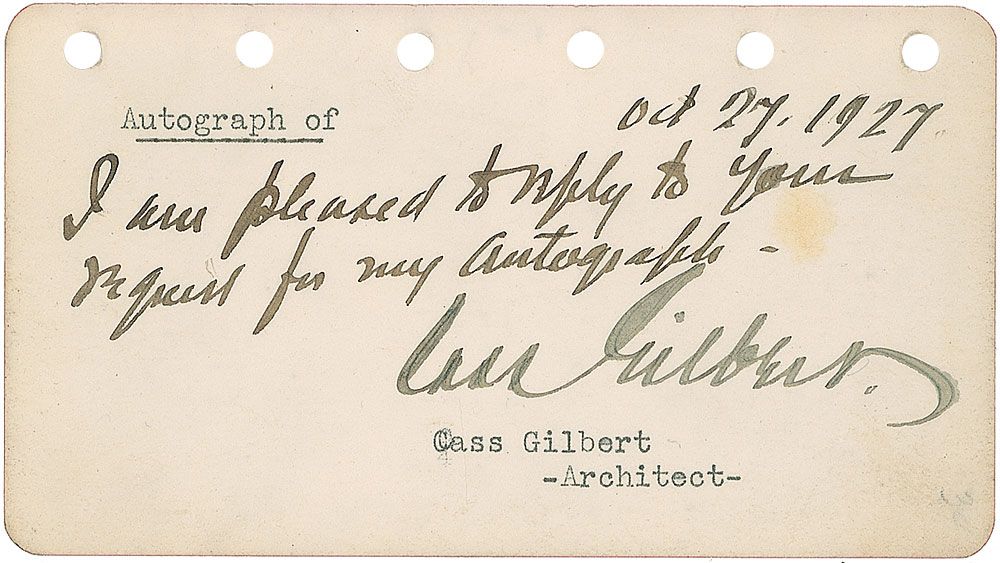 Autograph of
Oct 27, 1927
I am pleased to reply to your
request for my autograph -
Cass Gilbert.
Cass Gilbert
-Architect-